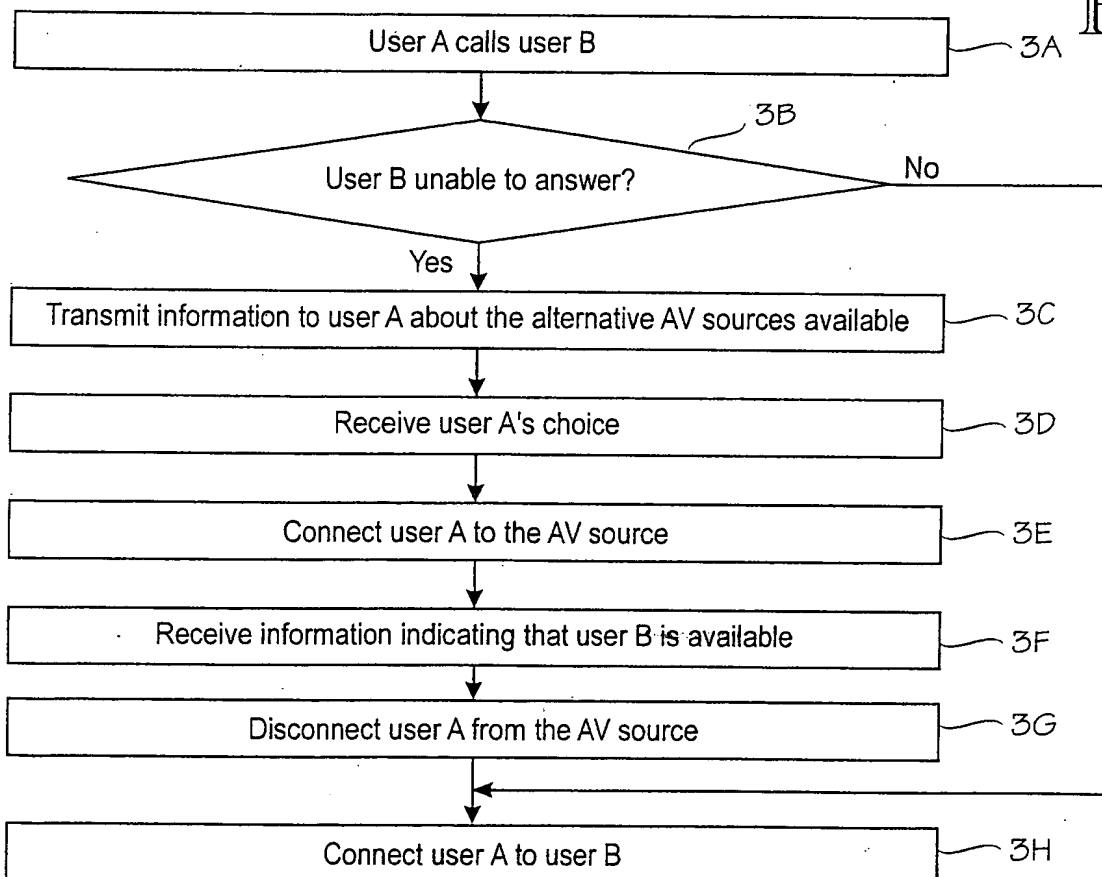 User A calls user B
3A
3B
User B unable to answer?
No
Yes
Transmit information to user A about the alternative AV sources available
3C
Receive user A's choice
3D
Connect user A to the AV source
3E
Receive information indicating that user B is available
3F
Disconnect user A from the AV source
3G
Connect user A to user B
3H